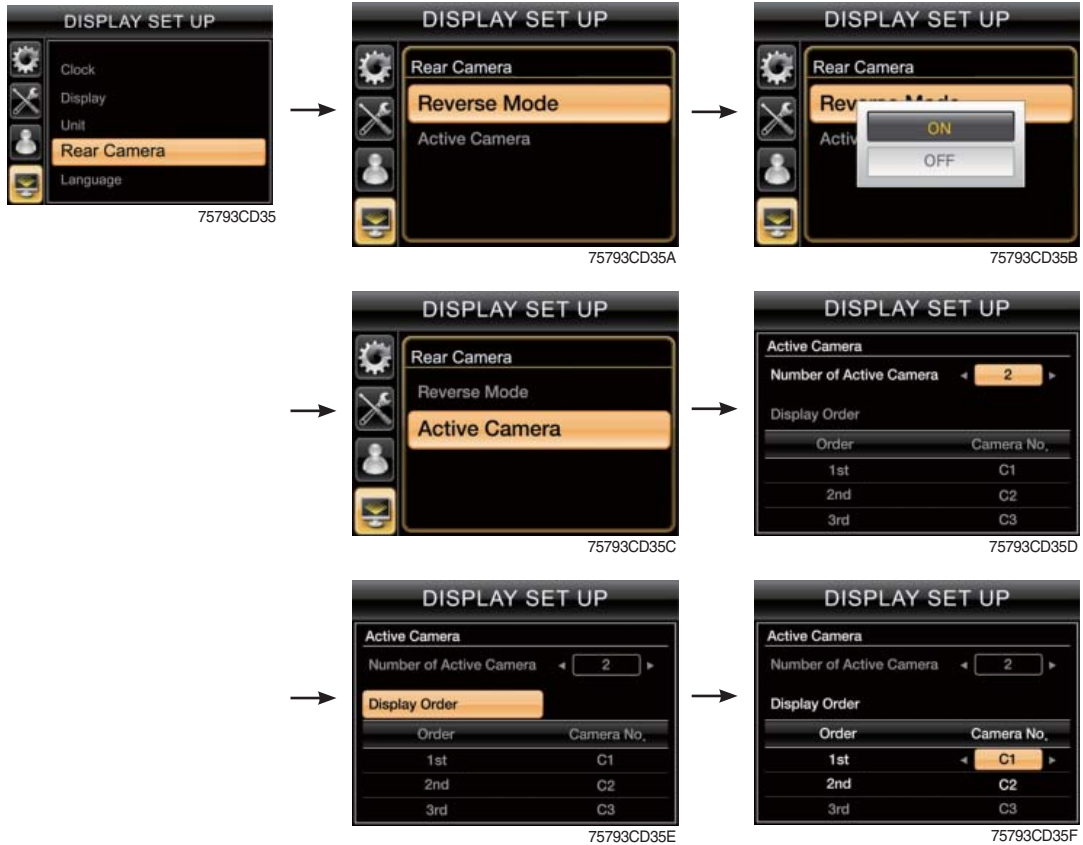 DISPLAY SET UP
Clock
Display
Unit
Rear Camera
Language
75793CD35
DISPLAY SET UP
Rear Camera
Reverse Mode
Active Camera
75793CD35A
DISPLAY SET UP
Rear Camera
ON
OFF
75793CD35B
DISPLAY SET UP
Rear Camera
Reverse Mode
Active Camera
75793CD35C
DISPLAY SET UP
Active Camera
Number of Active Camera 2
Display Order
Order Camera No.
1st C1
2nd C2
3rd C3
75793CD35D
DISPLAY SET UP
Active Camera
Number of Active Camera 2
Display Order
Order Camera No.
1st C1
2nd C2
3rd C3
75793CD35E
DISPLAY SET UP
Active Camera
Number of Active Camera 2
Display Order
Order Camera No.
1st C1
2nd C2
3rd C3
75793CD35F